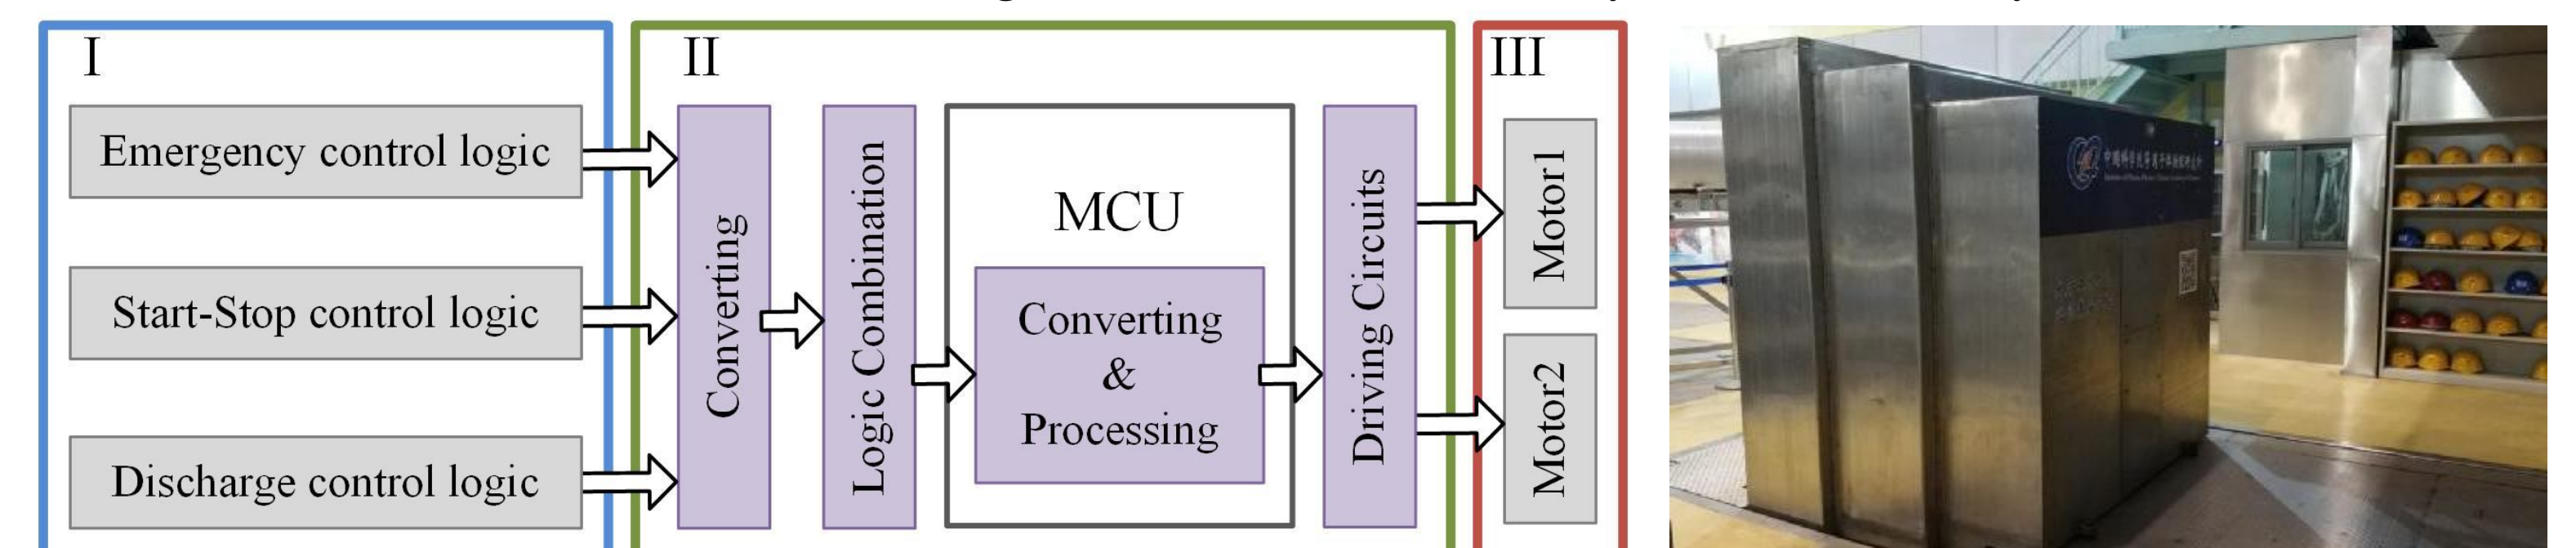 I
II
III
Emergency control logic
Start-Stop control logic
Discharge control logic
Converting
Logic Combination
MCU
Converting
&
Processing
Driving Circuits
Motor1
Motor2